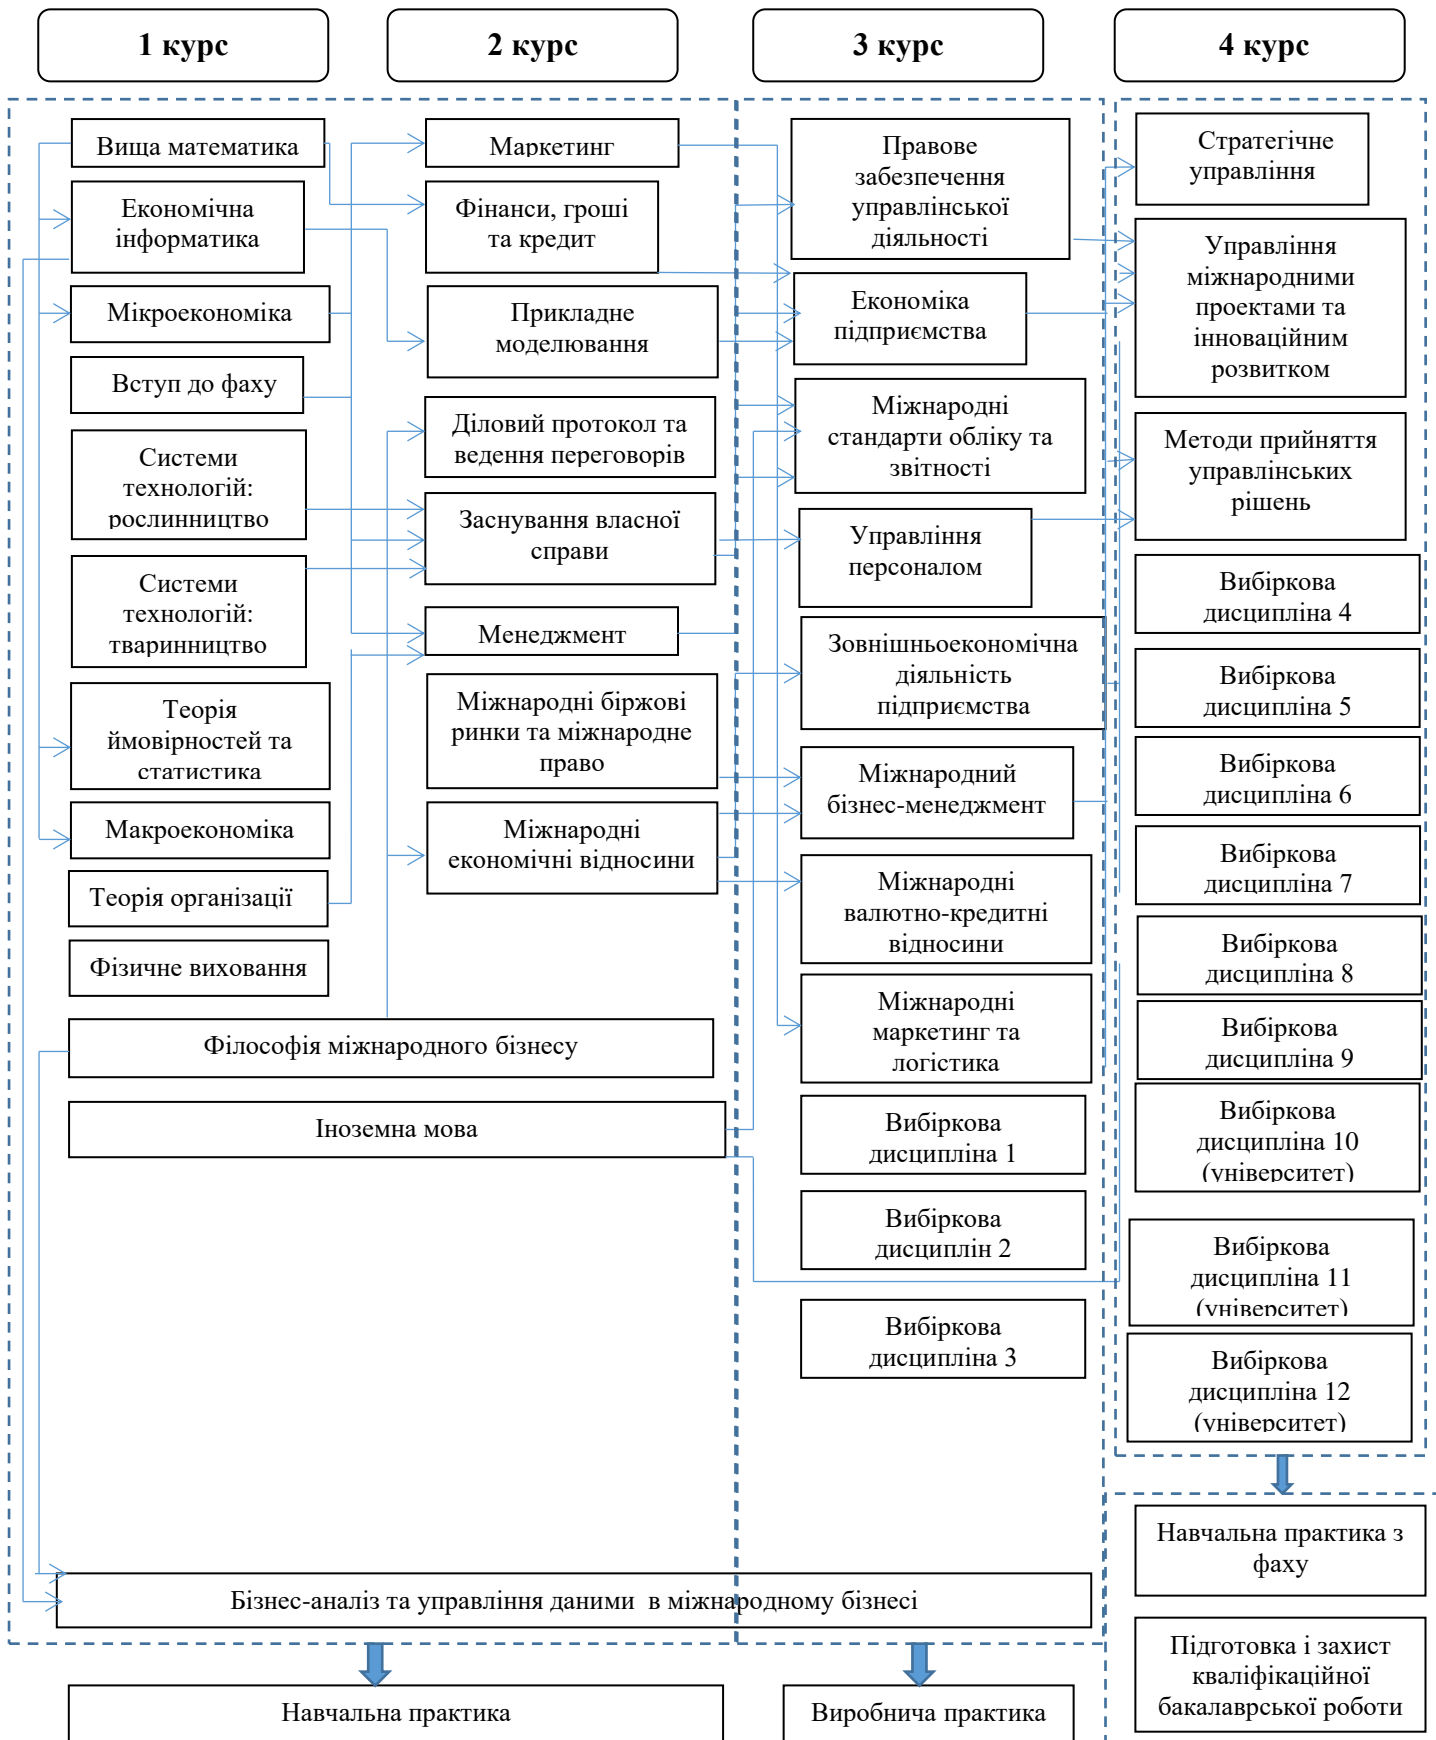 1 курс
2 курс
3 курс
4 курс
Вища математика
Економічна
інформатика
Мікроекономіка
Вступ до фаху
Системи
технологій:
рослинництво
Системи
технологій:
тваринництво
Теорія
ймовірностей та
статистика
Макроекономіка
Теорія організації
Фізичне виховання
Маркетинг
Фінанси, гроші
та кредит
Прикладне
моделювання
Діловий протокол та
ведення переговорів
Заснування власної
справи
Менеджмент
Міжнародні біржові
ринки та міжнародне
право
Міжнародні
економічні відносини
Філософія міжнародного бізнесу
Іноземна мова
Правове
забезпечення
управлінської
діяльності
Економіка
підприємства
Міжнародні
стандарти обліку та
звітності
Управління
персоналом
Зовнішньоекономічна
діяльність
підприємства
Міжнародний
бізнес-менеджмент
Міжнародні
валютно-кредитні
відносини
Міжнародні
маркетинг та
логістика
Вибіркова
дисципліна 1
Вибіркова
дисциплін 2
Вибіркова
дисципліна 3
Стратегічне
управління
Управління
міжнародними
проектами та
інноваційним
розвитком
Методи прийняття
управлінських
рішень
Вибіркова
дисципліна 4
Вибіркова
дисципліна 5
Вибіркова
дисципліна 6
Вибіркова
дисципліна 7
Вибіркова
дисципліна 8
Вибіркова
дисципліна 9
Вибіркова
дисципліна 10
(університет)
Вибіркова
дисципліна 11
(університет)
Вибіркова
дисципліна 12
(університет)
Бізнес-аналіз та управління даними в міжнародному бізнесі
Навчальна практика
Виробнича практика
Навчальна практика з
фаху
Підготовка і захист
кваліфікаційної
бакалаврської роботи